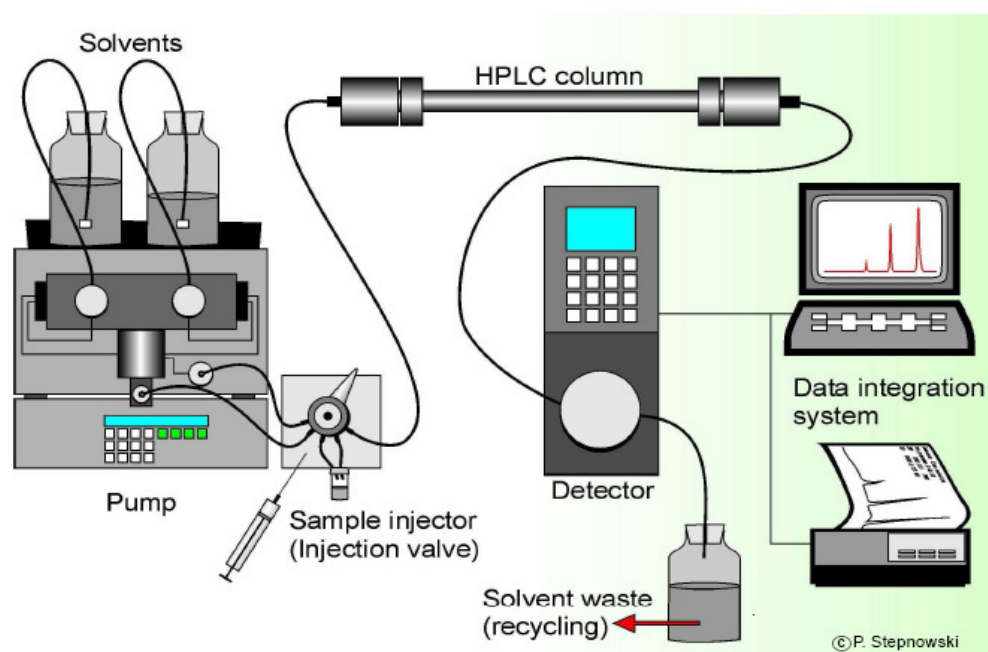 Solvents
HPLC column
Pump
Sample injector
(Injection valve)
Detector
Data integration
system
Solvent waste
(recycling)
©P. Stepnowski